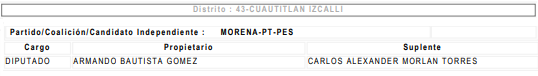 Distrito : 43-CUAUTITLAN IZCALLI
Partido/Coalición/Candidato Independiente : MORENA-PT-PES
Cargo Propietario Suplente
DIPUTADO ARMANDO BAUTISTA GOMEZ CARLOS ALEXANDER MORLAN TORRES